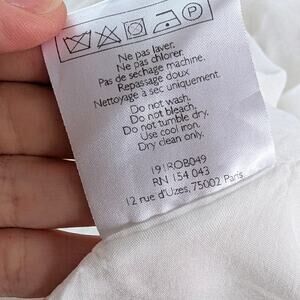 P
Ne pas laver.
Ne pas chlorer.
Pas de sechage machine.
Repassage doux
Nettoyage à sec uniquement.
Do not wash.
Do not bleach.
Do not tumble dry.
Use cool iron.
Dry clean only.
191ROB049
RN 154 043
12 rue d'Uzes, 75002 Paris